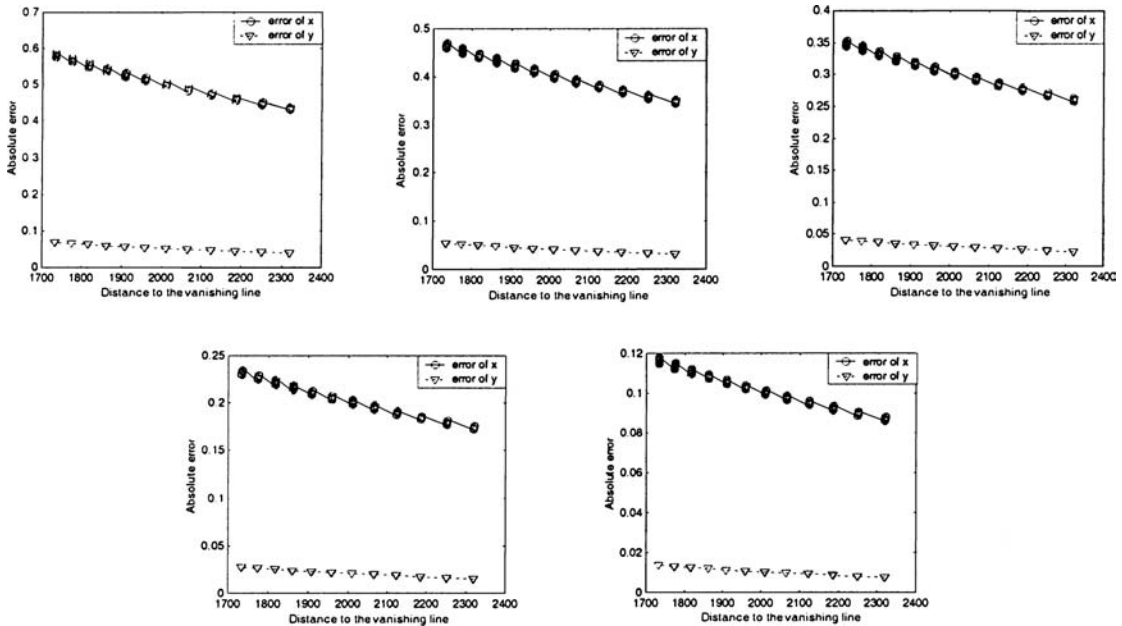 0.7
0.6
0.5
0.4
0.3
0.2
0.1
0
Absolute error
error of x
error of y
1700 1800 1900 2000 2100 2200 2300 2400
Distance to the vanishing line
0.5
0.4
0.3
0.2
0.1
0
Absolute error
error of x
error of y
1700 1800 1900 2000 2100 2200 2300 2400
Distance to the vanishing line
0.4
0.35
0.3
0.25
0.2
0.15
0.1
0.05
0
Absolute error
error of x
error of y
1700 1800 1900 2000 2100 2200 2300 2400
Distance to the vanishing line
0.25
0.2
0.15
0.1
0.05
0
Absolute error
error of x
error of y
1700 1800 1900 2000 2100 2200 2300 2400
Distance to the vanishing line
0.12
0.1
0.08
0.06
0.04
0.02
0
Absolute error
error of x
error of y
1700 1800 1900 2000 2100 2200 2300 2400
Distance to the vanishing line